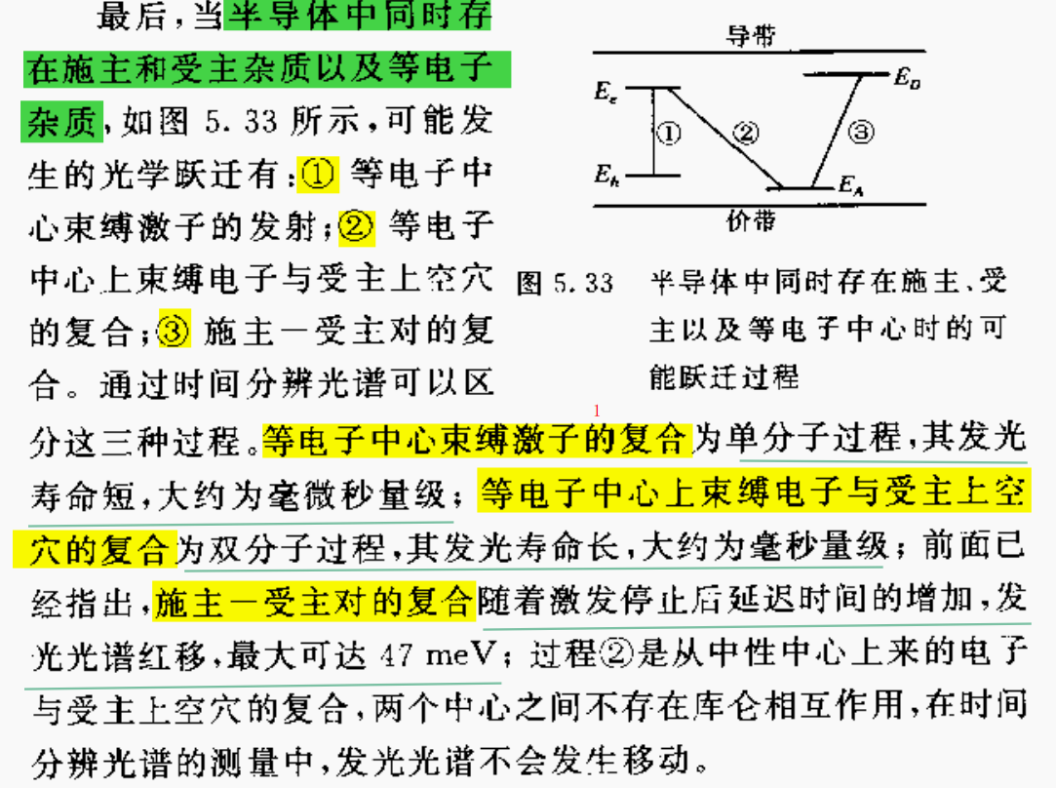 最后,当半导体中同时存
在施主和受主杂质以及等电子
杂质,如图 5.33 所示,可能发
生的光学跃迁有:① 等电子中
心束缚激子的发射;② 等电子
中心上束缚电子与受主上空穴
的复合;③ 施主—受主对的复
合。通过时间分辨光谱可以区
导带
E_e
E_D
① ② ③
E_h
E_A
价带
图 5.33 半导体中同时存在施主、受
主以及等电子中心时的可
能跃迁过程
1
分这三种过程。等电子中心束缚激子的复合为单分子过程,其发光
寿命短,大约为毫微秒量级;等电子中心上束缚电子与受主上空
穴的复合为双分子过程,其发光寿命长,大约为毫秒量级;前面已
经指出,施主—受主对的复合随着激发停止后延迟时间的增加,发
光光谱红移,最大可达 47 meV;过程②是从中性中心上来的电子
与受主上空穴的复合,两个中心之间不存在库仑相互作用,在时间
分辨光谱的测量中,发光光谱不会发生移动。